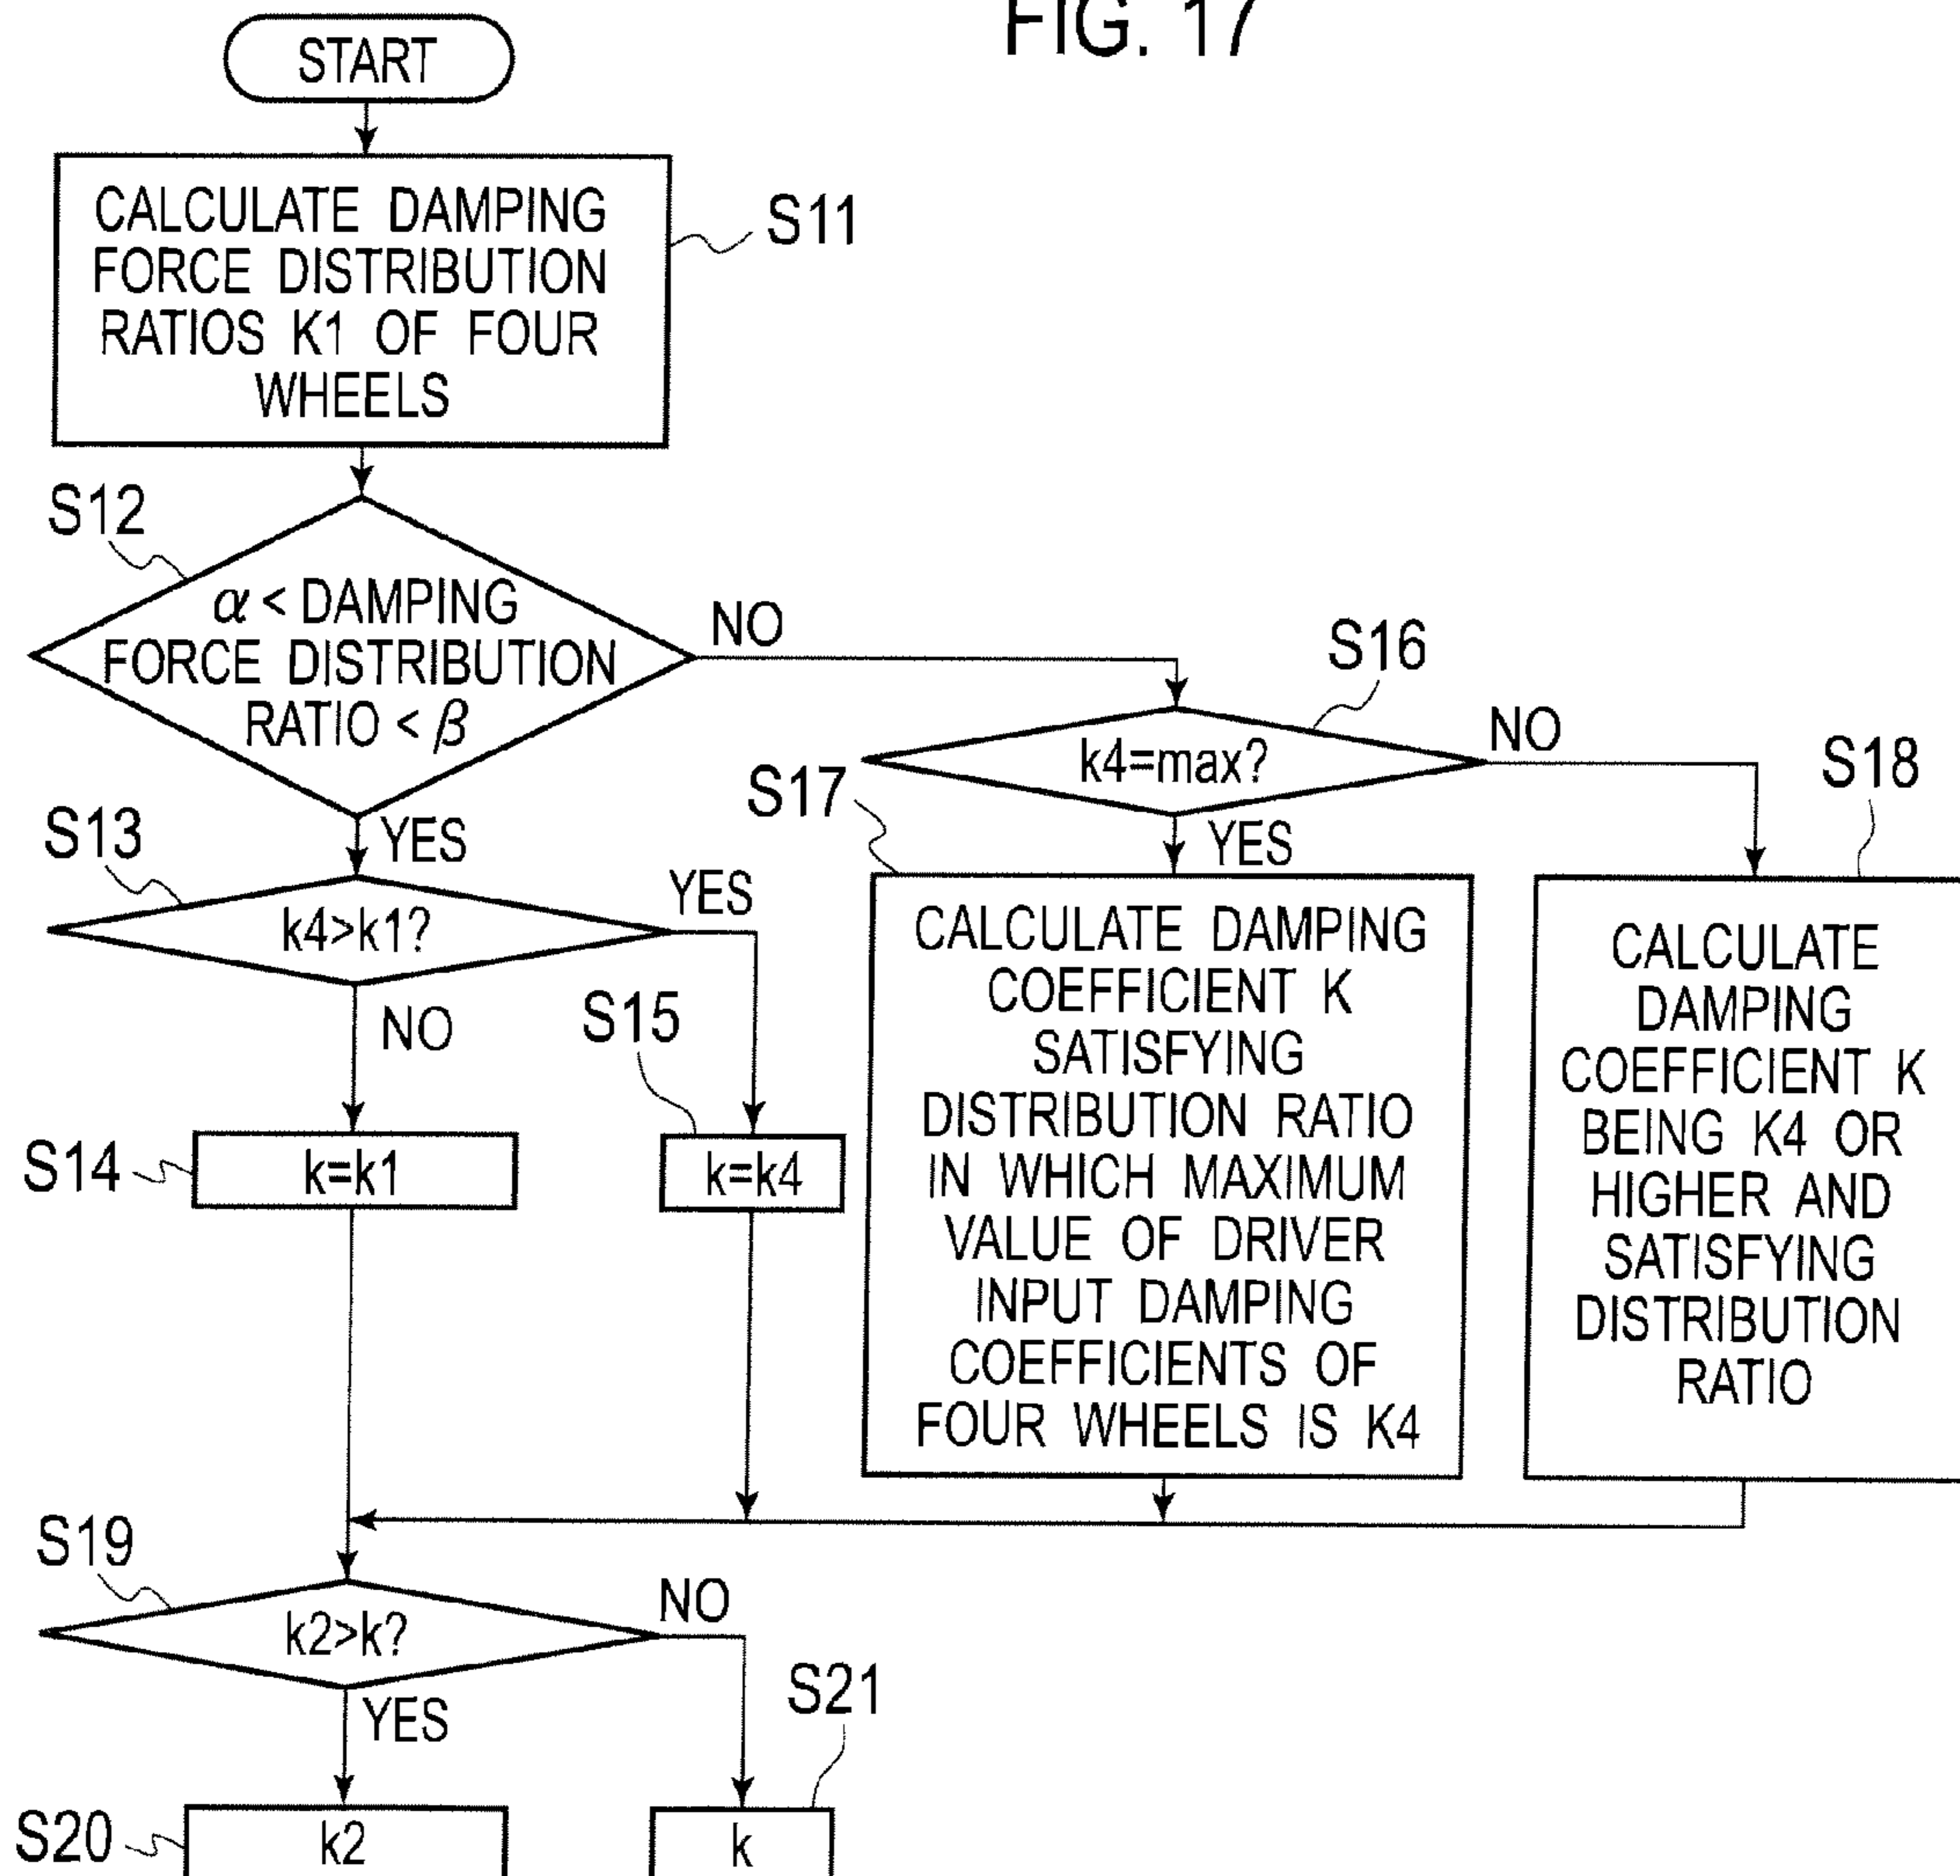 FIG. 17
START
CALCULATE DAMPING
FORCE DISTRIBUTION
RATIOS K1 OF FOUR
WHEELS
S11
S12
α < DAMPING
FORCE DISTRIBUTION
RATIO < β
NO
YES
S13
k4>k1?
YES
NO
S14
k=k1
S15
k=k4
S16
k4=max?
NO
YES
S17
CALCULATE DAMPING
COEFFICIENT K
SATISFYING
DISTRIBUTION RATIO
IN WHICH MAXIMUM
VALUE OF DRIVER
INPUT DAMPING
COEFFICIENTS OF
FOUR WHEELS IS K4
S18
CALCULATE
DAMPING
COEFFICIENT K
BEING K4 OR
HIGHER AND
SATISFYING
DISTRIBUTION
RATIO
S19
k2>k?
NO
YES
S20
k2
S21
k